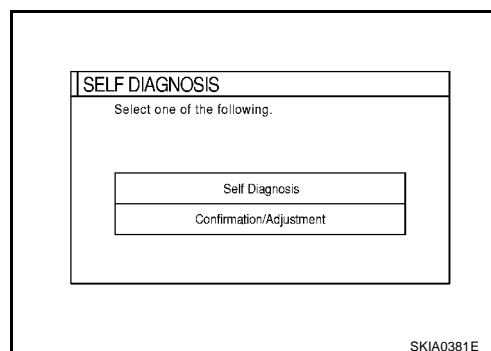 SELF DIAGNOSIS
Select one of the following.
Self Diagnosis
Confirmation/Adjustment
SKIA0381E